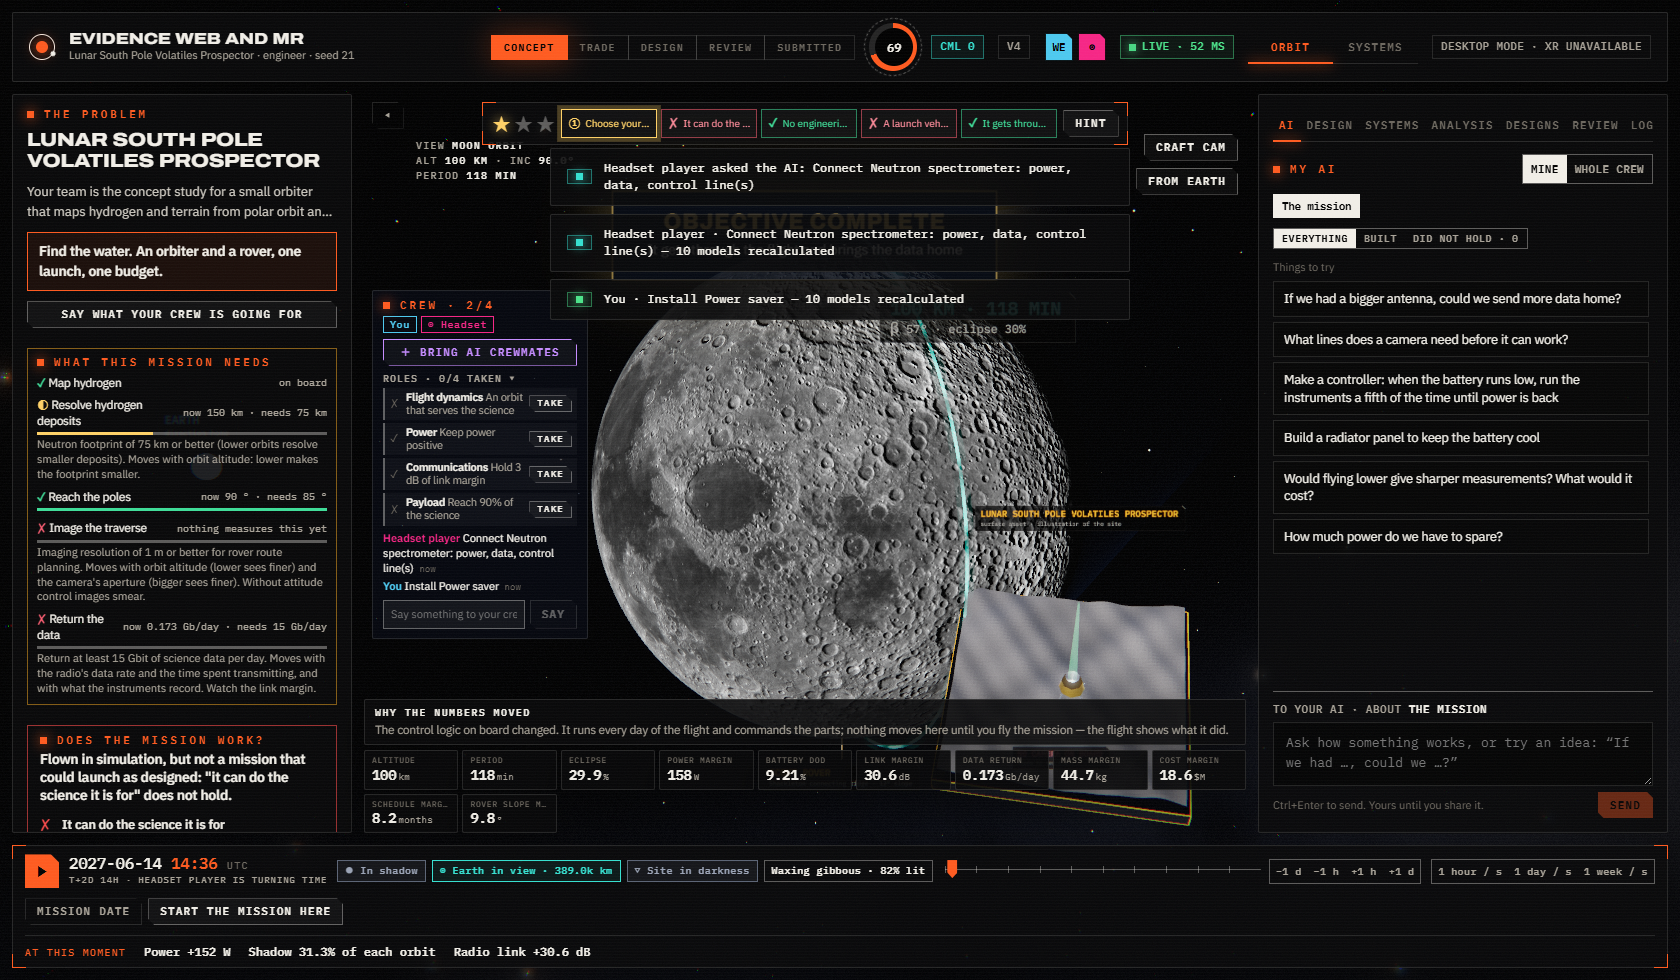 EVIDENCE WEB AND MR
Lunar South Pole Volatiles Prospector · engineer · seed 21
CONCEPT TRADE DESIGN REVIEW SUBMITTED
69
CML 0
V4
WE
LIVE · 52 MS
ORBIT SYSTEMS
DESKTOP MODE · XR UNAVAILABLE
THE PROBLEM
LUNAR SOUTH POLE
VOLATILES PROSPECTOR
Your team is the concept study for a small orbiter
that maps hydrogen and terrain from polar orbit an...
Find the water. An orbiter and a rover, one
launch, one budget.
SAY WHAT YOUR CREW IS GOING FOR
WHAT THIS MISSION NEEDS
✓ Map hydrogen on board
Resolve hydrogen
deposits now 150 km · needs 75 km
Neutron footprint of 75 km or better (lower orbits resolve
smaller deposits). Moves with orbit altitude: lower makes
the footprint smaller.
✓ Reach the poles now 90 ° · needs 85 °
✗ Image the traverse nothing measures this yet
Imaging resolution of 1 m or better for rover route
planning. Moves with orbit altitude (lower sees finer) and
the camera's aperture (bigger sees finer). Without attitude
control images smear.
✗ Return the
data now 0.173 Gb/day · needs 15 Gb/day
Return at least 15 Gbit of science data per day. Moves with
the radio's data rate and the time spent transmitting, and
with what the instruments record. Watch the link margin.
DOES THE MISSION WORK?
Flown in simulation, but not a mission that
could launch as designed: "it can do the
science it is for" does not hold.
✗ It can do the science it is for
VIEW MOON ORBIT
ALT 100 KM · INC 90.0°
PERIOD 118 MIN
★★★ ① Choose your... ✗ It can do the ... ✓ No engineeri... ✗ A launch veh... ✓ It gets throu... HINT
Headset player asked the AI: Connect Neutron spectrometer: power,
data, control line(s)
OBJECTIVE COMPLETE
Headset player · Connect Neutron spectrometer: power, data, control
line(s) — 10 models recalculated
You · Install Power saver — 10 models recalculated
100 KM · 118 MIN
β 57° · eclipse 30%
CRAFT CAM
FROM EARTH
CREW · 2/4
You Headset
+ BRING AI CREWMATES
ROLES · 0/4 TAKEN ▾
✗ Flight dynamics An orbit
that serves the science TAKE
✓ Power Keep power
positive TAKE
✓ Communications Hold 3
dB of link margin TAKE
✗ Payload Reach 90% of
the science TAKE
Headset player Connect Neutron
spectrometer: power, data, control
line(s) now
You Install Power saver now
Say something to your cre SAY
LUNAR SOUTH POLE VOLATILES PROSPECTOR
surface asset · illustration of the site
WHY THE NUMBERS MOVED
The control logic on board changed. It runs every day of the flight and commands the parts; nothing moves here until you fly the mission — the flight shows what it did.
ALTITUDE PERIOD ECLIPSE POWER MARGIN BATTERY DOD LINK MARGIN DATA RETURN MASS MARGIN COST MARGIN
100 km 118 min 29.9 % 158 W 9.21 % 30.6 dB 0.173 Gb/day 44.7 kg 18.6 $M
SCHEDULE MARG… ROVER SLOPE M…
8.2 months 9.8 °
AI DESIGN SYSTEMS ANALYSIS DESIGNS REVIEW LOG
MY AI MINE WHOLE CREW
The mission
EVERYTHING BUILT DID NOT HOLD · 0
Things to try
If we had a bigger antenna, could we send more data home?
What lines does a camera need before it can work?
Make a controller: when the battery runs low, run the
instruments a fifth of the time until power is back
Build a radiator panel to keep the battery cool
Would flying lower give sharper measurements? What would it
cost?
How much power do we have to spare?
TO YOUR AI · ABOUT THE MISSION
Ask how something works, or try an idea: “If
we had …, could we …?”
Ctrl+Enter to send. Yours until you share it. SEND
2027-06-14 14:36 UTC
T+2D 14H · HEADSET PLAYER IS TURNING TIME
In shadow
Earth in view · 389.0k km
▽ Site in darkness
Waxing gibbous · 82% lit
−1 d −1 h +1 h +1 d
1 hour / s 1 day / s 1 week / s
MISSION DATE START THE MISSION HERE
AT THIS MOMENT Power +152 W Shadow 31.3% of each orbit Radio link +30.6 dB